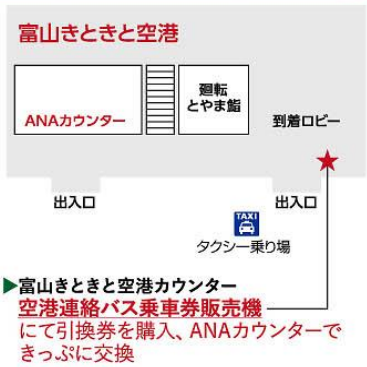 富山きときと空港
ANAカウンター
廻転
とやま鮨
到着ロビー
出入口
出入口
TAXI
タクシー乗り場
▶富山きときと空港カウンター
空港連絡バス乗車券販売機
にて引換券を購入、ANAカウンターで
きっぷに交換